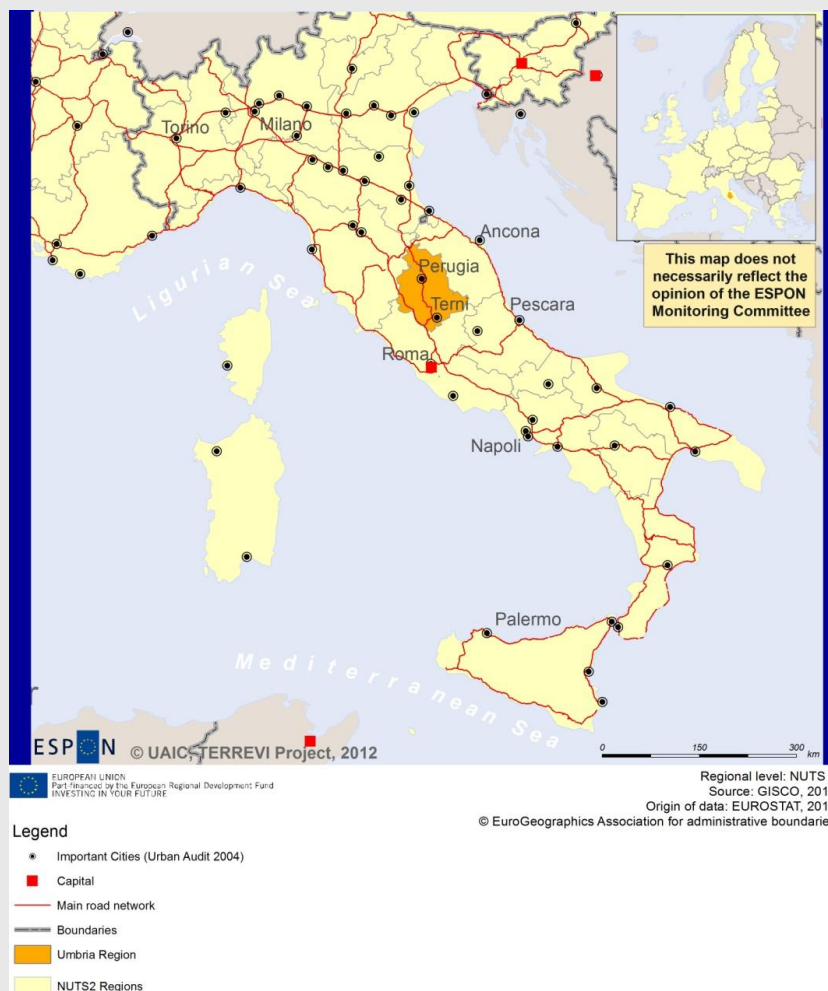 Torino
Milano
Ancona
Perugia
Pescara
Terni
Roma
Napoli
Palermo
Ligurian Sea
Mediterranean Sea
This map does not
necessarily reflect the
opinion of the ESPON
Monitoring Committee
ESPON © UAIC, TERREVI Project, 2012
0 150 300
km
EUROPEAN UNION
Part-financed by the European Regional Development Fund
INVESTING IN YOUR FUTURE
Regional level: NUTS
Source: GISCO, 201
Origin of data: EUROSTAT, 201
© EuroGeographics Association for administrative boundarie
Legend
Important Cities (Urban Audit 2004)
Capital
Main road network
Boundaries
Umbria Region
NUTS2 Regions